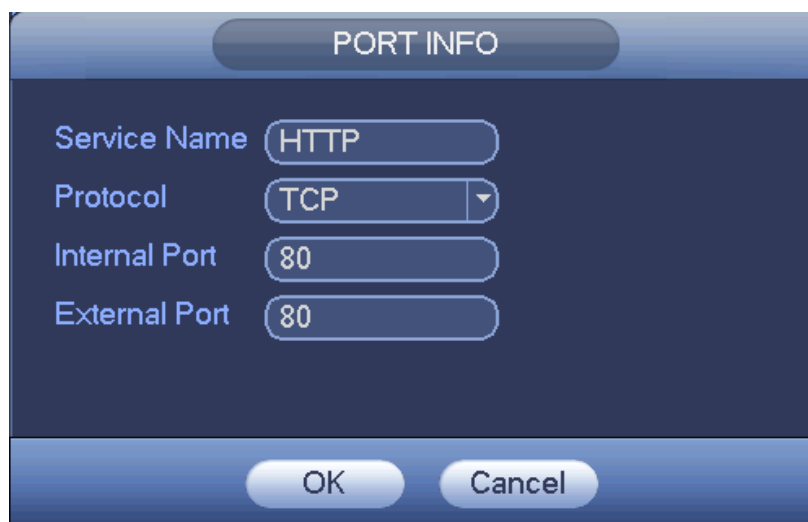 PORT INFO
Service Name HTTP
Protocol TCP
Internal Port 80
External Port 80
OK Cancel